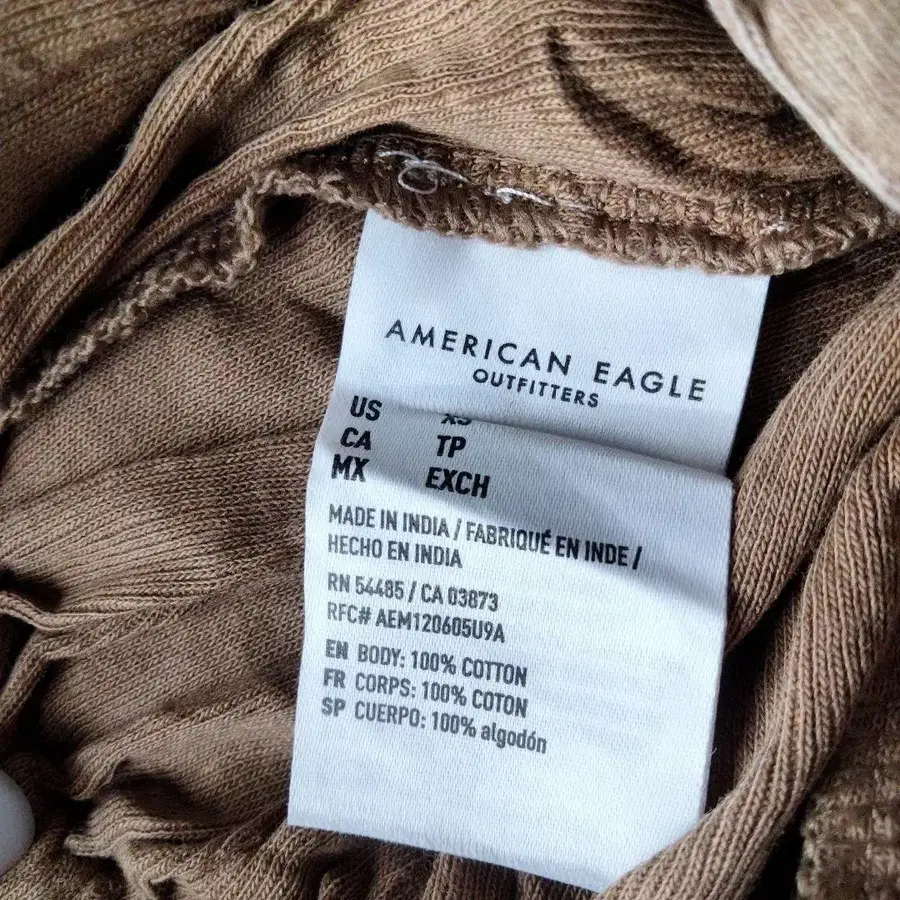 AMERICAN EAGLE
OUTFITTERS
US XS
CA TP
MX EXCH
MADE IN INDIA / FABRIQUÉ EN INDE /
HECHO EN INDIA
RN 54485 / CA 03873
RFC# AEM120605U9A
EN BODY: 100% COTTON
FR CORPS: 100% COTON
SP CUERPO: 100% algodón